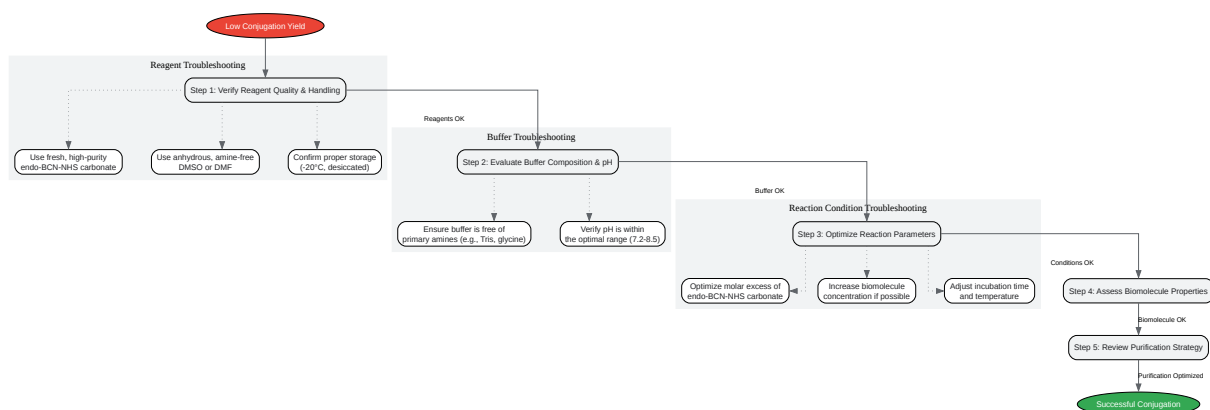 Low Conjugation Yield
Reagent Troubleshooting
Step 1: Verify Reagent Quality & Handling
Use fresh, high-purity
endo-BCN-NHS carbonate
Use anhydrous, amine-free
DMSO or DMF
Confirm proper storage
(-20°C, desiccated)
Reagents OK
Buffer Troubleshooting
Step 2: Evaluate Buffer Composition & pH
Ensure buffer is free of
primary amines (e.g., Tris, glycine)
Verify pH is within
the optimal range (7.2-8.5)
Buffer OK
Reaction Condition Troubleshooting
Step 3: Optimize Reaction Parameters
Optimize molar excess of
endo-BCN-NHS carbonate
Increase biomolecule
concentration if possible
Adjust incubation time
and temperature
Conditions OK
Step 4: Assess Biomolecule Properties
Biomolecule OK
Step 5: Review Purification Strategy
Purification Optimized
Successful Conjugation